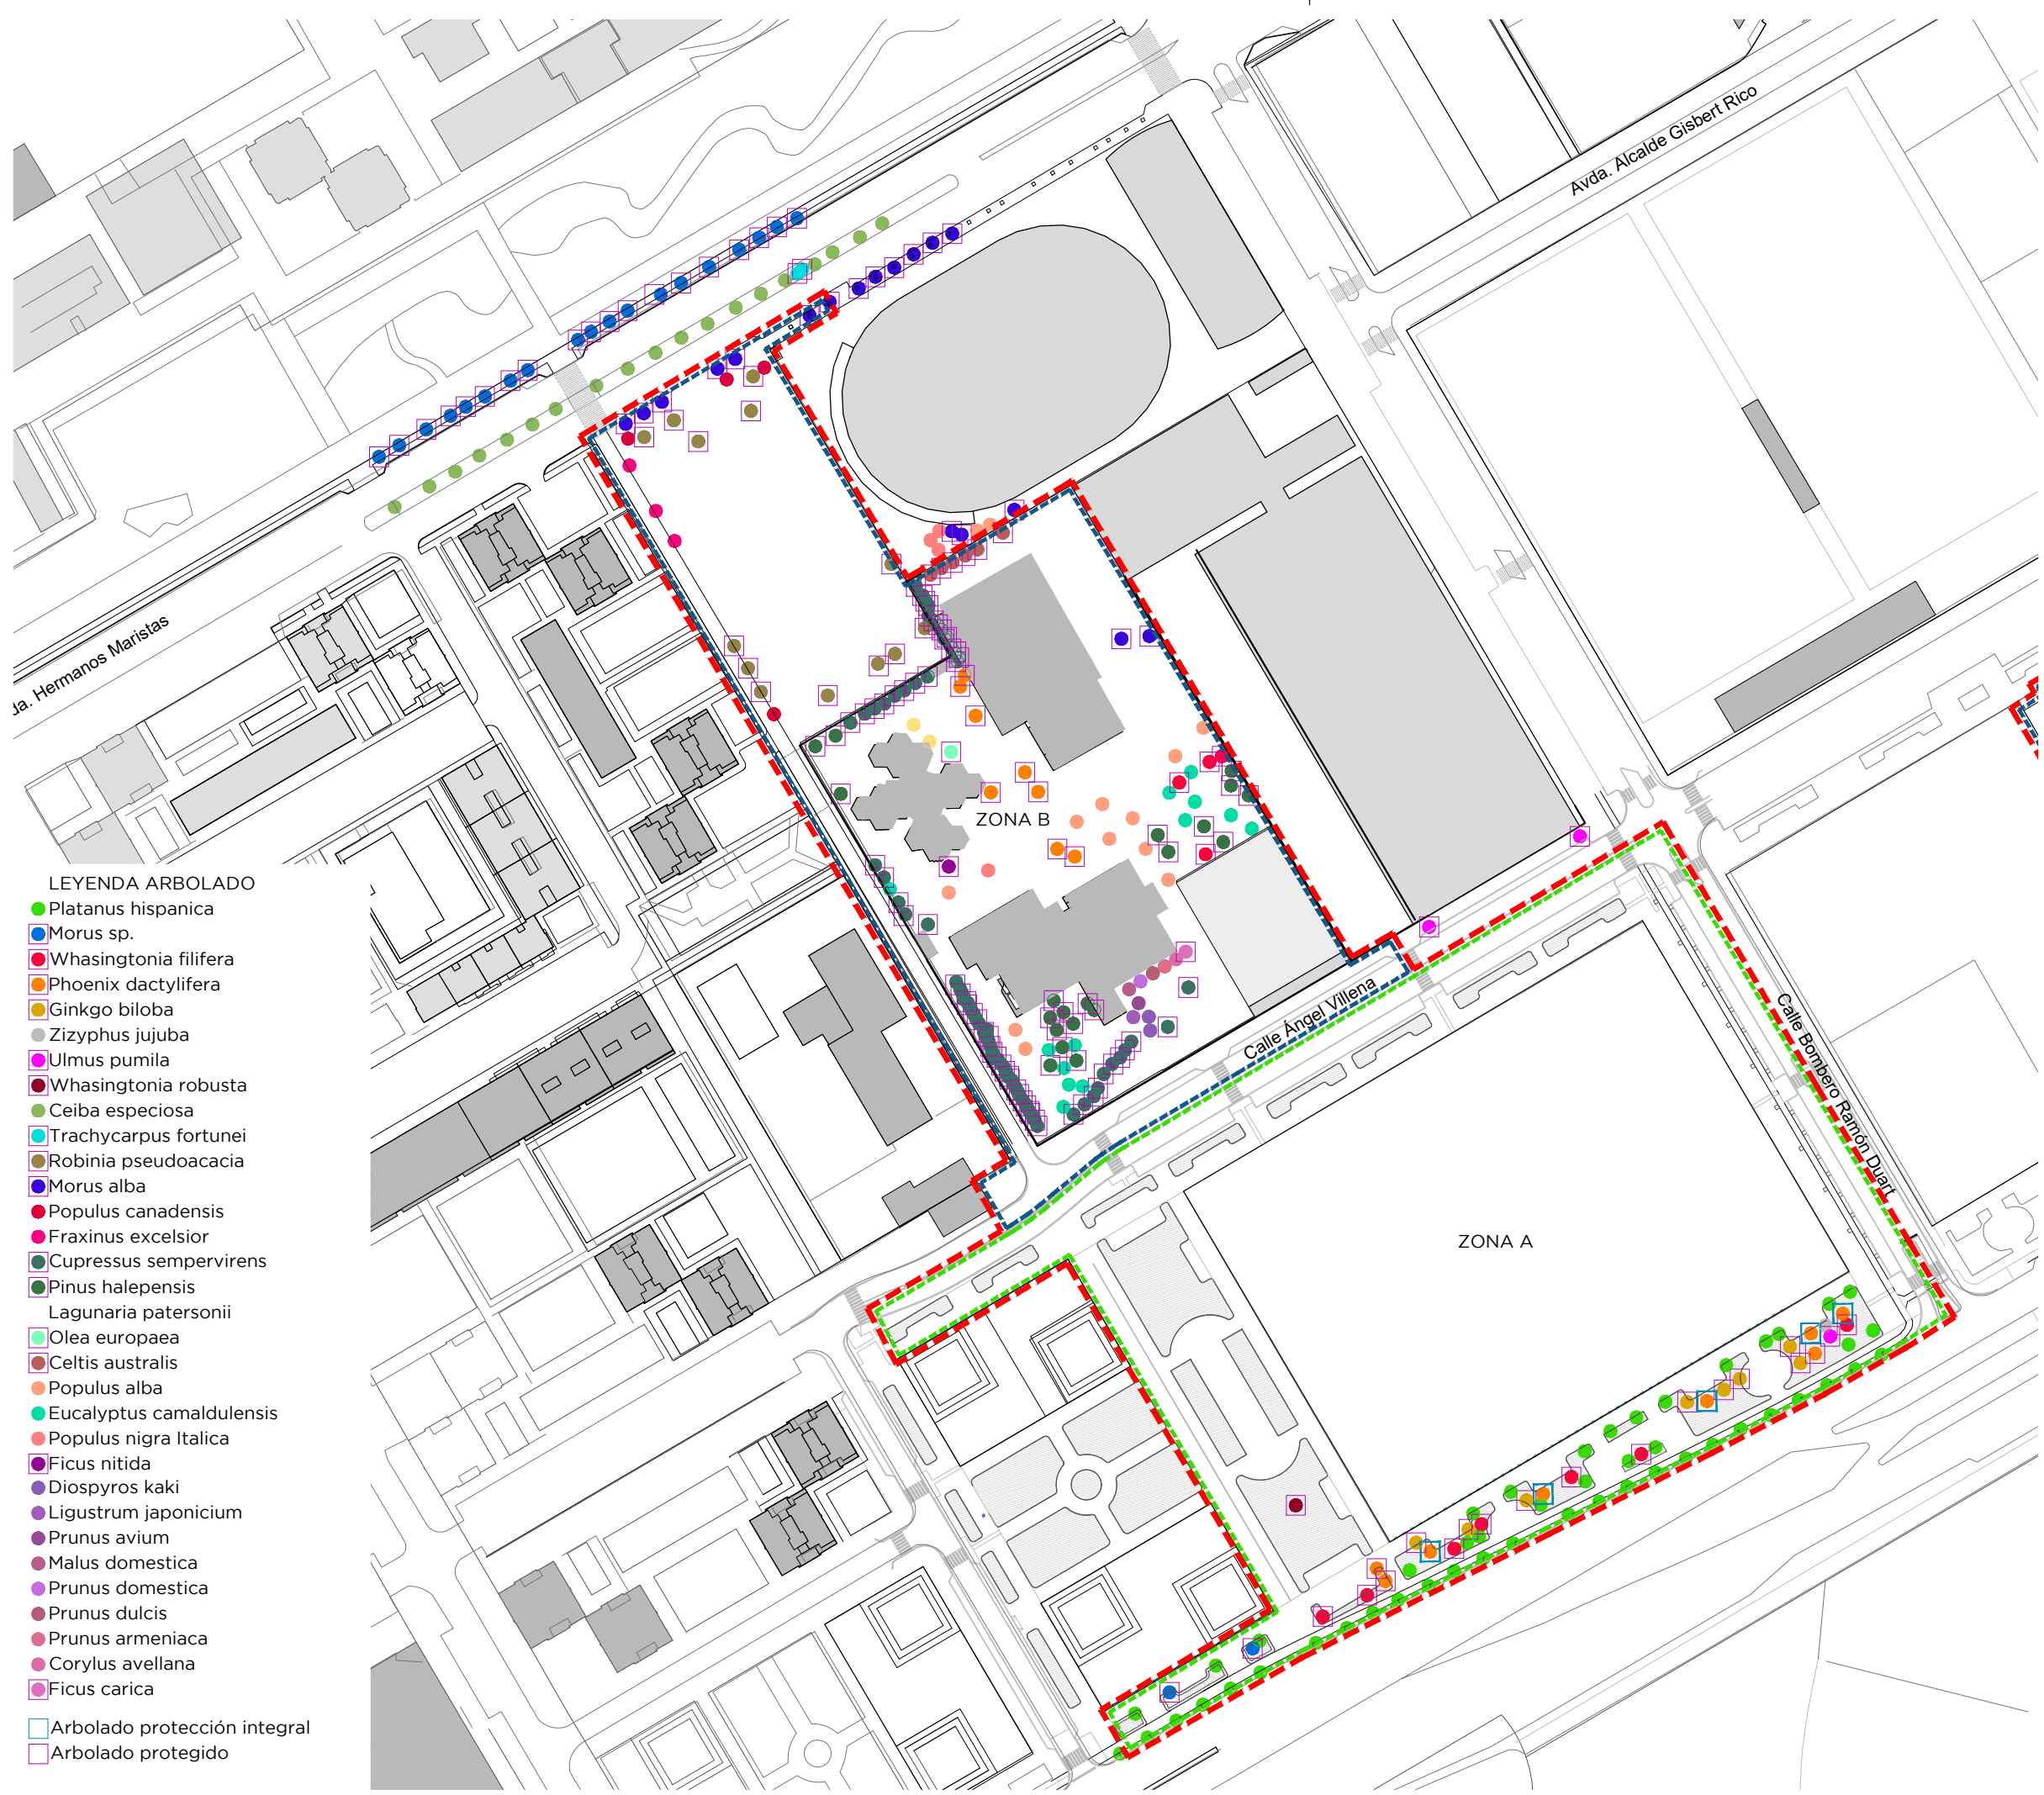 Avda. Alcalde Gisbert Rico
da. Hermanos Maristas
ZONA B
Calle Ángel Villena
Calle Bombero Ramón Duart
ZONA A
LEYENDA ARBOLADO
Platanus hispanica
Morus sp.
Whasingtonia filifera
Phoenix dactylifera
Ginkgo biloba
Zizyphus jujuba
Ulmus pumila
Whasingtonia robusta
Ceiba especiosa
Trachycarpus fortunei
Robinia pseudoacacia
Morus alba
Populus canadensis
Fraxinus excelsior
Cupressus sempervirens
Pinus halepensis
Lagunaria patersonii
Olea europaea
Celtis australis
Populus alba
Eucalyptus camaldulensis
Populus nigra Italica
Ficus nitida
Diospyros kaki
Ligustrum japonicium
Prunus avium
Malus domestica
Prunus domestica
Prunus dulcis
Prunus armeniaca
Corylus avellana
Ficus carica
Arbolado protección integral
Arbolado protegido